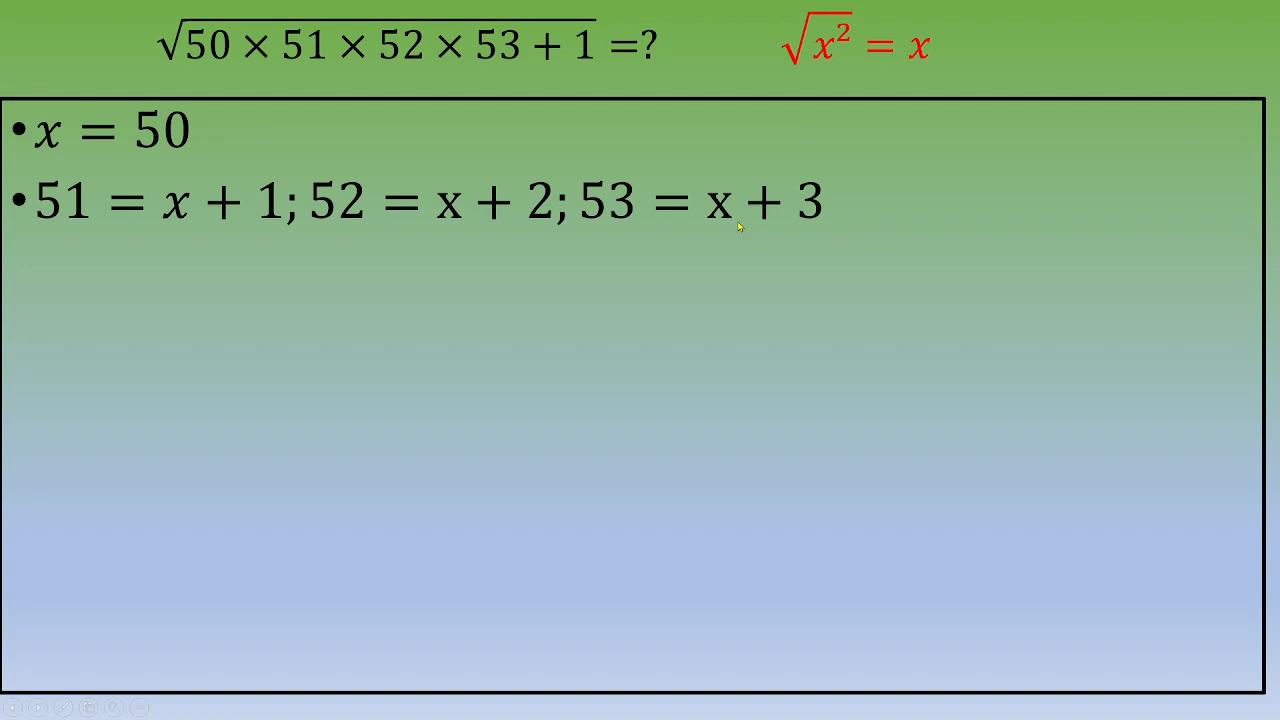 √50 × 51 × 52 × 53 + 1 =? √x² = x
• x = 50
• 51 = x + 1; 52 = x + 2; 53 = x + 3